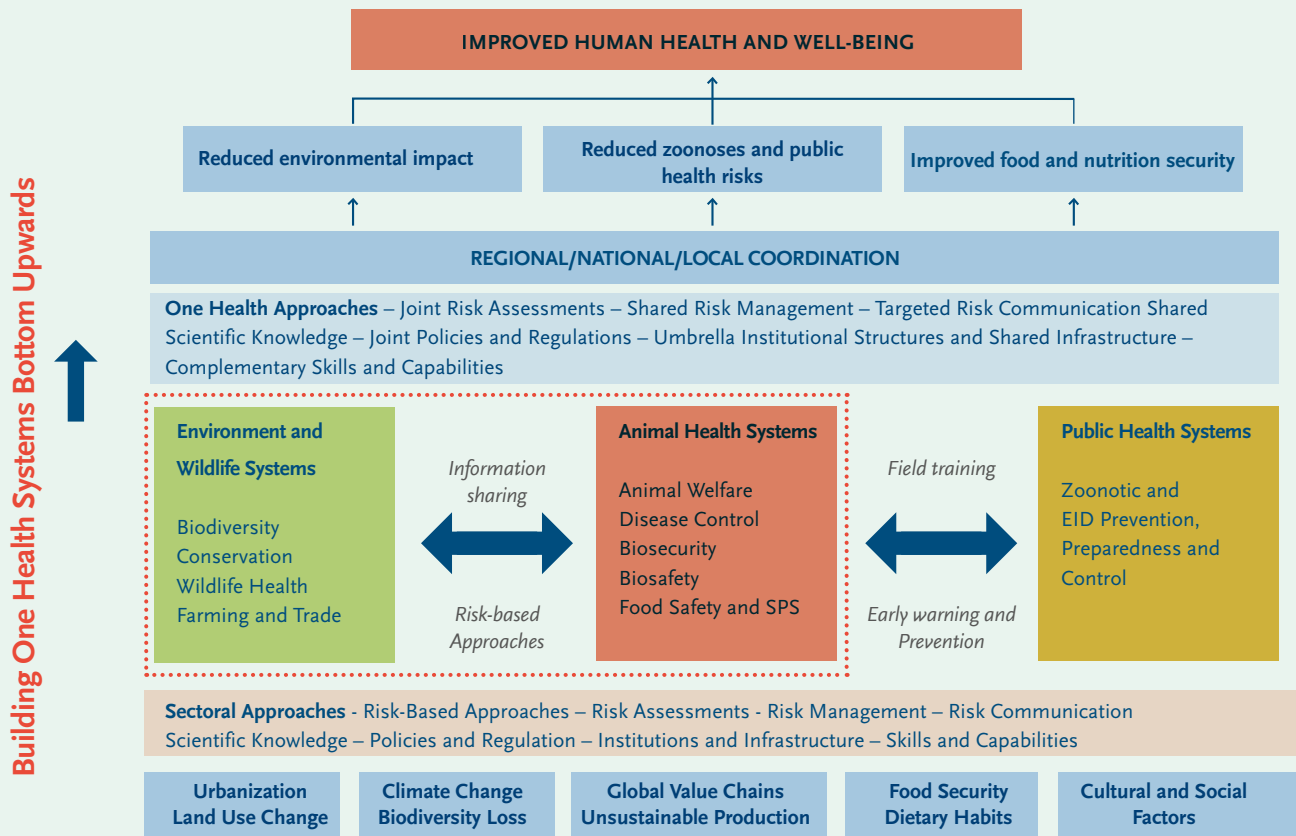 IMPROVED HUMAN HEALTH AND WELL-BEING
Reduced environmental impact
Reduced zoonoses and public
health risks
Improved food and nutrition security
REGIONAL/NATIONAL/LOCAL COORDINATION
One Health Approaches – Joint Risk Assessments – Shared Risk Management – Targeted Risk Communication Shared
Scientific Knowledge – Joint Policies and Regulations – Umbrella Institutional Structures and Shared Infrastructure –
Complementary Skills and Capabilities
Building One Health Systems Bottom Upwards
Environment and
Wildlife Systems
Biodiversity
Conservation
Wildlife Health
Farming and Trade
Information
sharing
Risk-based
Approaches
Animal Health Systems
Animal Welfare
Disease Control
Biosecurity
Biosafety
Food Safety and SPS
Field training
Early warning and
Prevention
Public Health Systems
Zoonotic and
EID Prevention,
Preparedness and
Control
Sectoral Approaches - Risk-Based Approaches – Risk Assessments - Risk Management – Risk Communication
Scientific Knowledge – Policies and Regulation – Institutions and Infrastructure – Skills and Capabilities
Urbanization
Land Use Change
Climate Change
Biodiversity Loss
Global Value Chains
Unsustainable Production
Food Security
Dietary Habits
Cultural and Social
Factors